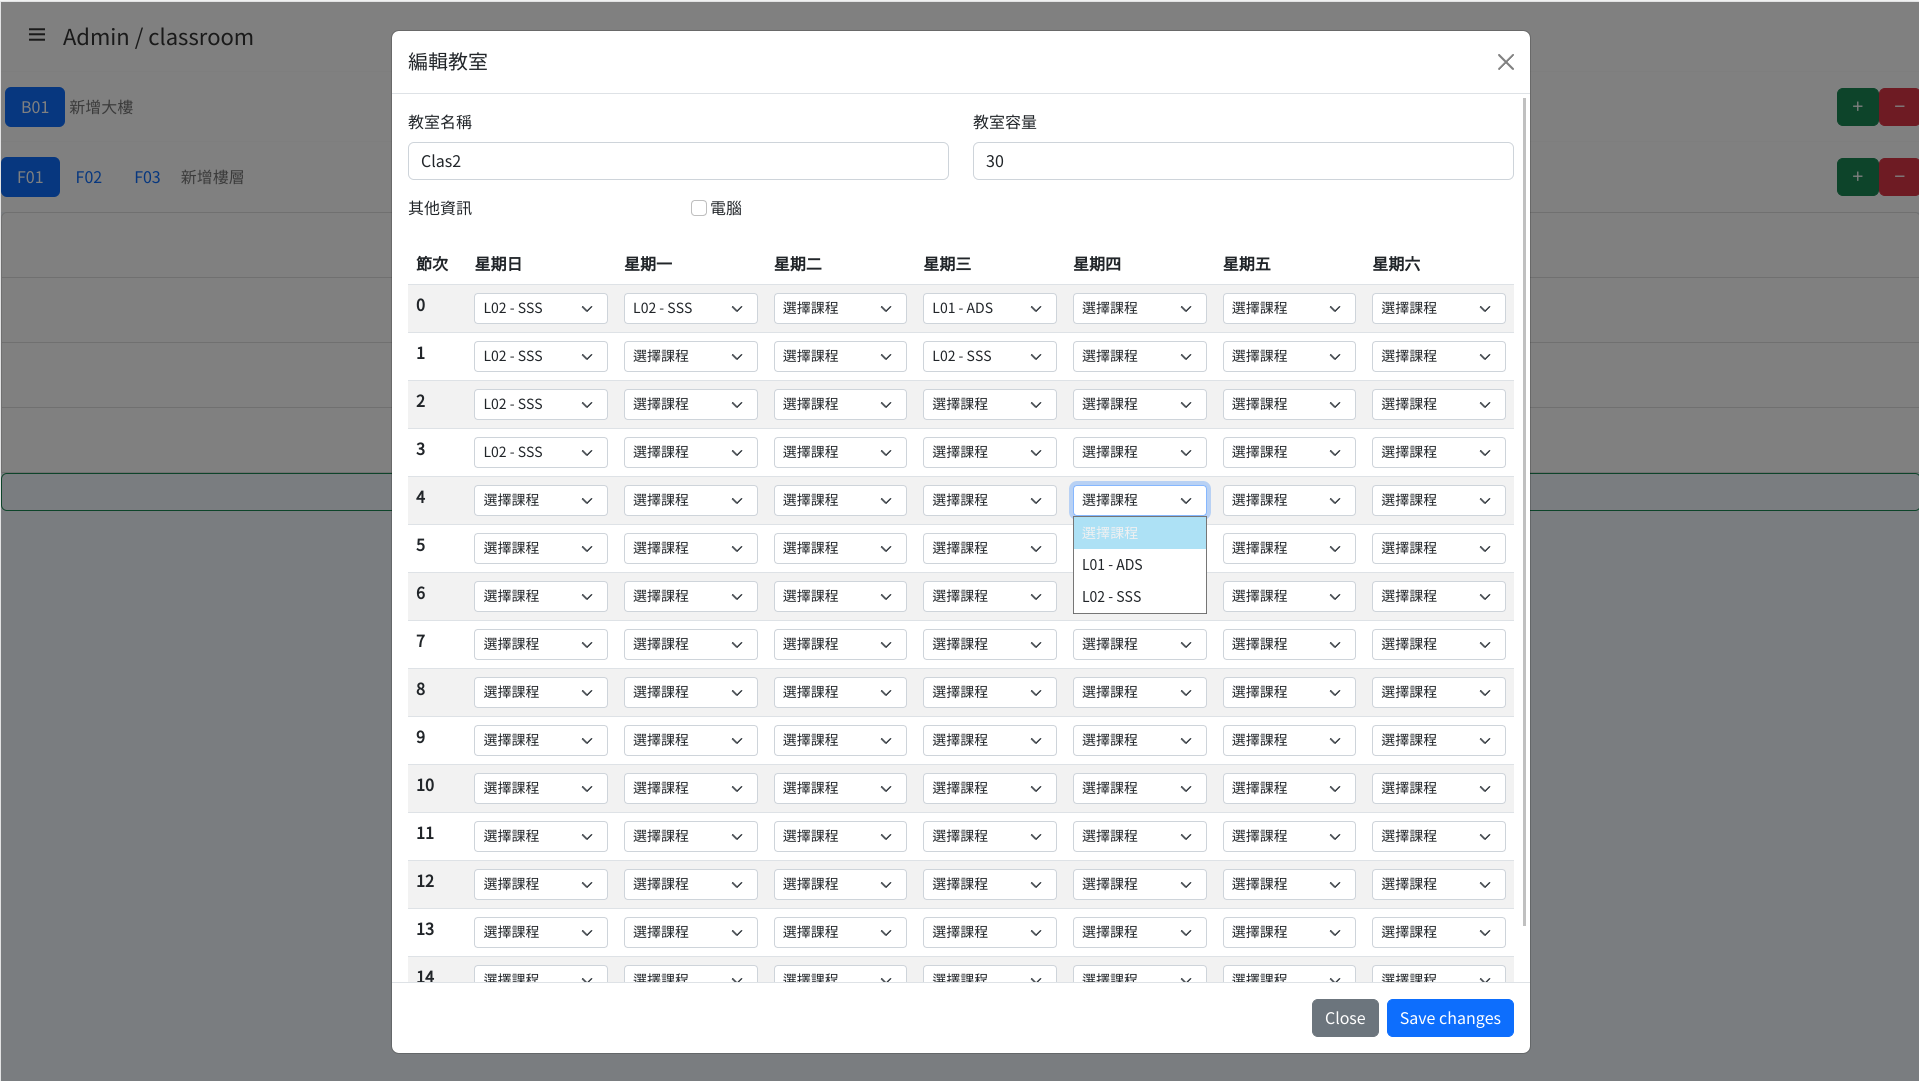 Admin / classroom
編輯教室
B01 新增大樓 + −
教室名稱 教室容量
Clas2 30
F01 F02 F03 新增樓層 + −
其他資訊 電腦
節次 星期日 星期一 星期二 星期三 星期四 星期五 星期六
0 L02 - SSS L02 - SSS 選擇課程 L01 - ADS 選擇課程 選擇課程 選擇課程
1 L02 - SSS 選擇課程 選擇課程 L02 - SSS 選擇課程 選擇課程 選擇課程
2 L02 - SSS 選擇課程 選擇課程 選擇課程 選擇課程 選擇課程 選擇課程
3 L02 - SSS 選擇課程 選擇課程 選擇課程 選擇課程 選擇課程 選擇課程
4 選擇課程 選擇課程 選擇課程 選擇課程 選擇課程 選擇課程 選擇課程
選擇課程
5 選擇課程 選擇課程 選擇課程 選擇課程 選擇課程 選擇課程
L01 - ADS
6 選擇課程 選擇課程 選擇課程 選擇課程 L02 - SSS 選擇課程 選擇課程
7 選擇課程 選擇課程 選擇課程 選擇課程 選擇課程 選擇課程 選擇課程
8 選擇課程 選擇課程 選擇課程 選擇課程 選擇課程 選擇課程 選擇課程
9 選擇課程 選擇課程 選擇課程 選擇課程 選擇課程 選擇課程 選擇課程
10 選擇課程 選擇課程 選擇課程 選擇課程 選擇課程 選擇課程 選擇課程
11 選擇課程 選擇課程 選擇課程 選擇課程 選擇課程 選擇課程 選擇課程
12 選擇課程 選擇課程 選擇課程 選擇課程 選擇課程 選擇課程 選擇課程
13 選擇課程 選擇課程 選擇課程 選擇課程 選擇課程 選擇課程 選擇課程
14 選擇課程 選擇課程 選擇課程 選擇課程 選擇課程 選擇課程 選擇課程
Close Save changes